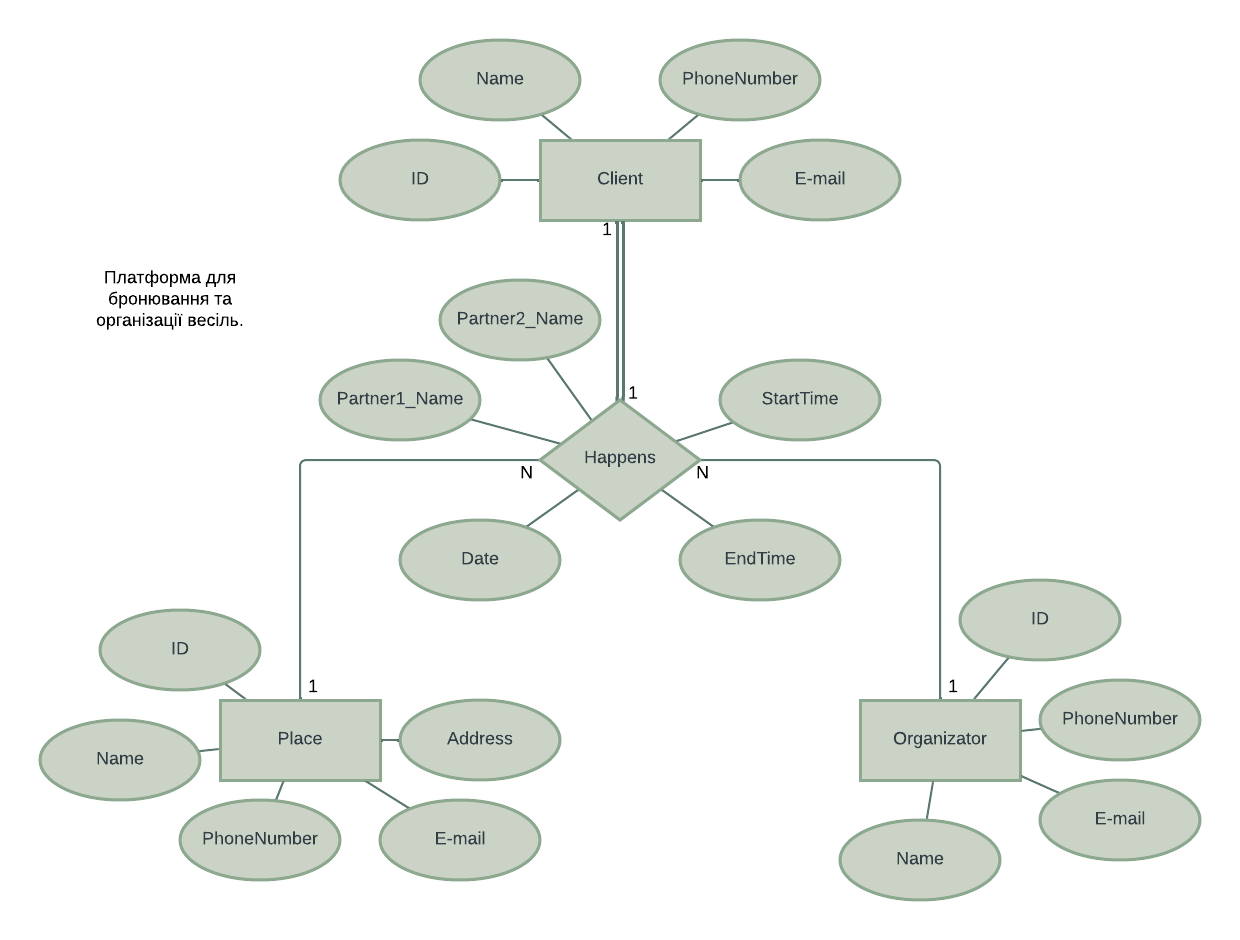 Name
PhoneNumber
ID
Client
E-mail
1
Платформа для
бронювання та
організації весіль.
Partner2_Name
1
Partner1_Name
StartTime
Happens
N
N
Date
EndTime
ID
ID
1
1
PhoneNumber
Name
Place
Address
Organizator
PhoneNumber
E-mail
E-mail
Name